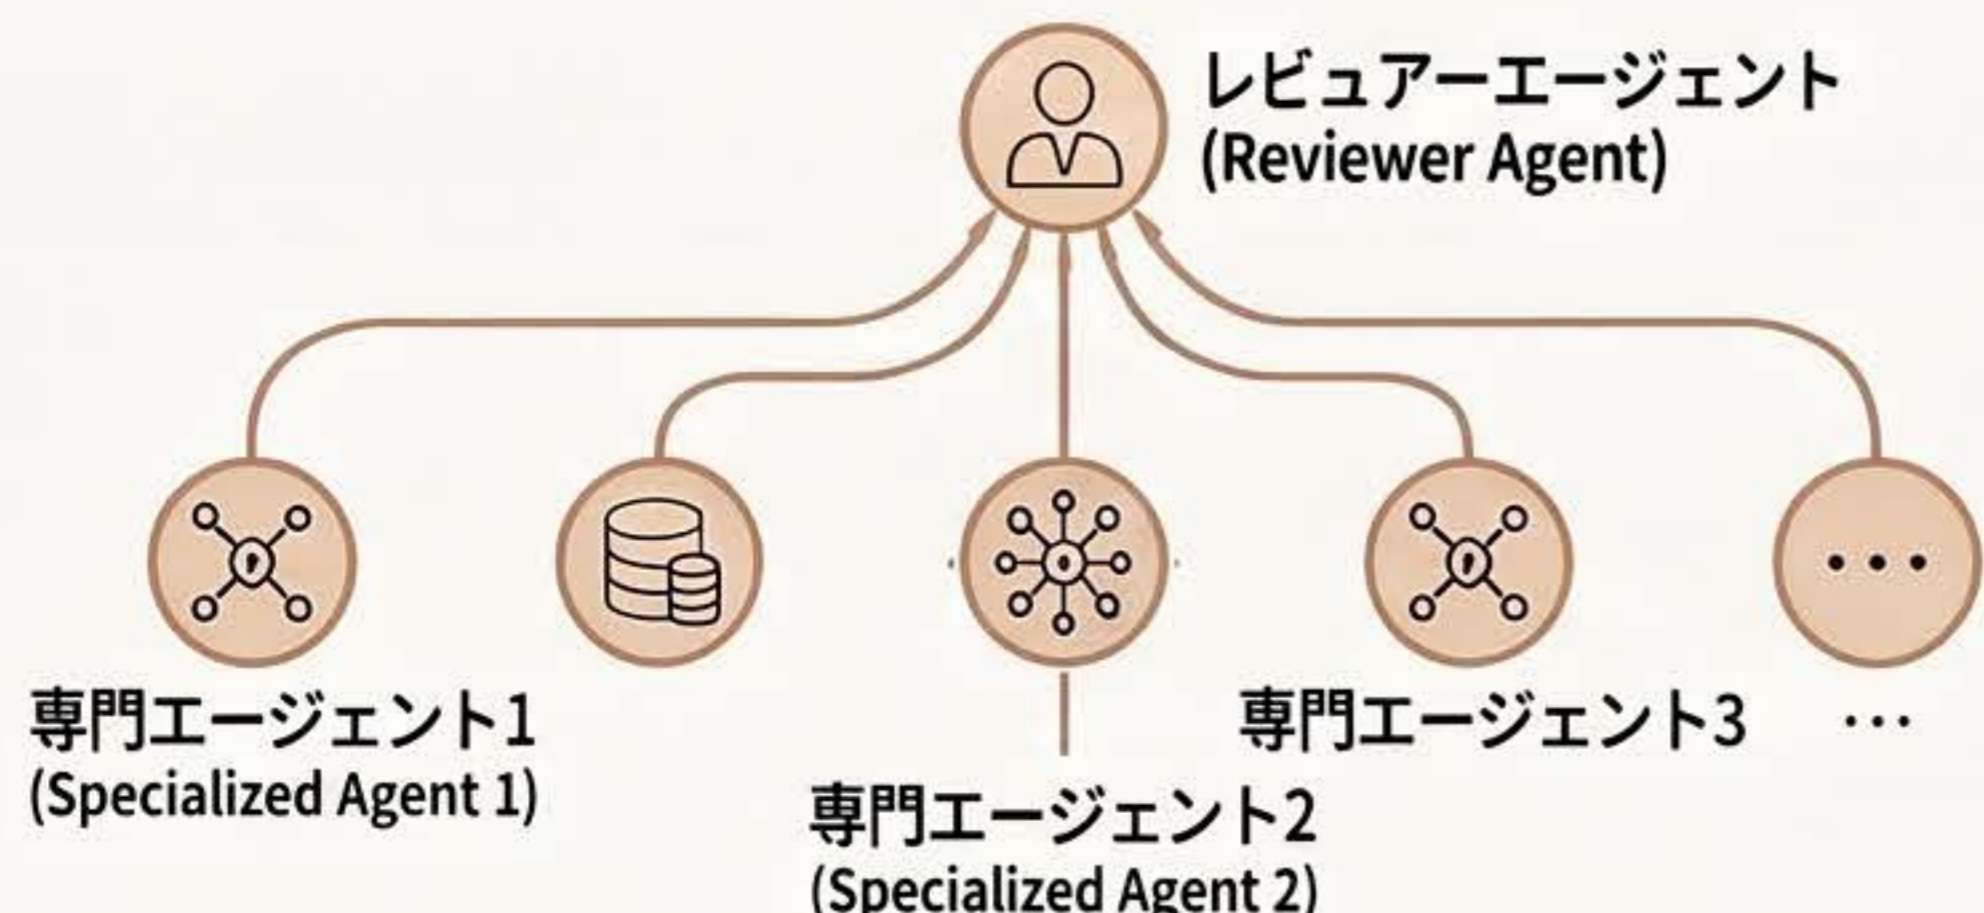 レビュアーエージェント
(Reviewer Agent)
専門エージェント1
(Specialized Agent 1)
専門エージェント2
(Specialized Agent 2)
専門エージェント3
...